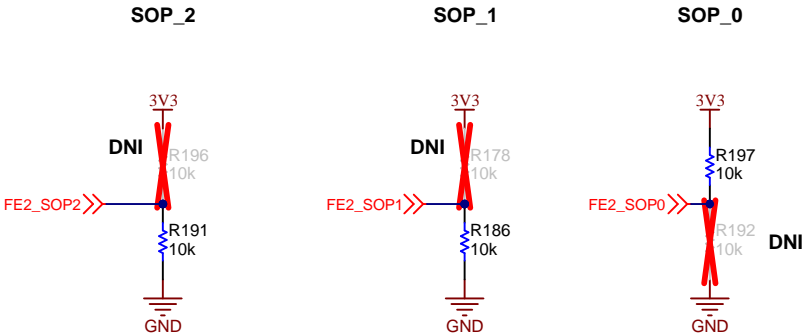 SOP_2
SOP_1
SOP_0
3V3
3V3
3V3
DNI
R196
10k
DNI
R178
10k
R197
10k
FE2_SOP2
FE2_SOP1
FE2_SOP0
R191
10k
R186
10k
R192
10k
DNI
GND
GND
GND